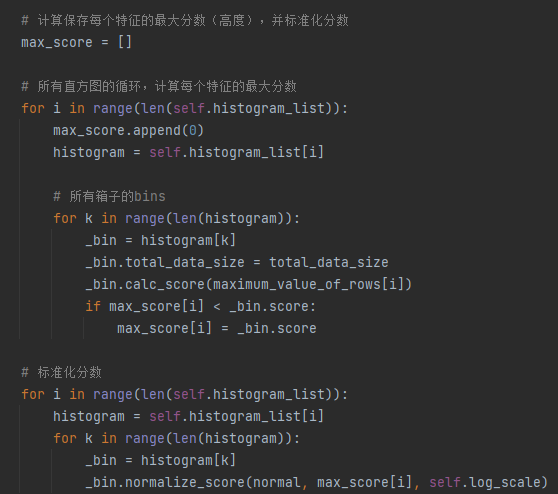 # 计算保存每个特征的最大分数（高度），并标准化分数
max_score = []
# 所有直方图的循环，计算每个特征的最大分数
for i in range(len(self.histogram_list)):
max_score.append(0)
histogram = self.histogram_list[i]
# 所有箱子的bins
for k in range(len(histogram)):
_bin = histogram[k]
_bin.total_data_size = total_data_size
_bin.calc_score(maximum_value_of_rows[i])
if max_score[i] < _bin.score:
max_score[i] = _bin.score
# 标准化分数
for i in range(len(self.histogram_list)):
histogram = self.histogram_list[i]
for k in range(len(histogram)):
_bin = histogram[k]
_bin.normalize_score(normal, max_score[i], self.log_scale)